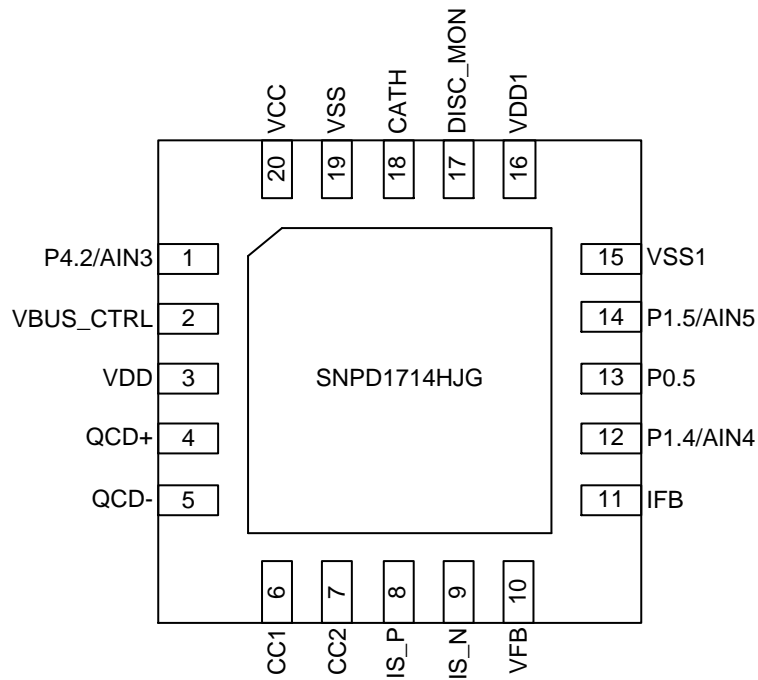 VCC
VSS
CATH
DISC_MON
VDD1
20
19
18
17
16
P4.2/AIN3 1
15 VSS1
VBUS_CTRL 2
14 P1.5/AIN5
VDD 3
SNPD1714HJG
13 P0.5
QCD+ 4
12 P1.4/AIN4
QCD- 5
11 IFB
6
7
8
9
10
CC1
CC2
IS_P
IS_N
VFB